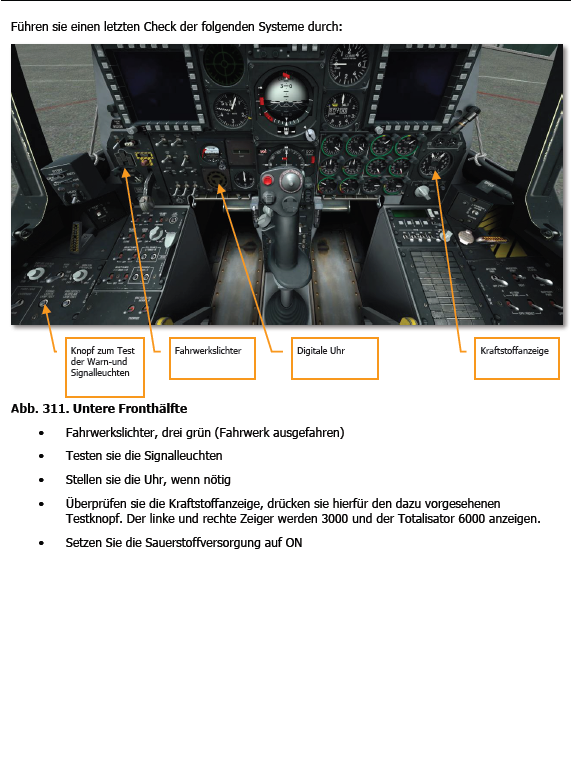 Führen sie einen letzten Check der folgenden Systeme durch:
Knopf zum Test
der Warn-und
Signalleuchten
Fahrwerkslichter
Digitale Uhr
Kraftstoffanzeige
Abb. 311. Untere Fronthälfte
• Fahrwerkslichter, drei grün (Fahrwerk ausgefahren)
• Testen sie die Signalleuchten
• Stellen sie die Uhr, wenn nötig
• Überprüfen sie die Kraftstoffanzeige, drücken sie hierfür den dazu vorgesehenen
Testknopf. Der linke und rechte Zeiger werden 3000 und der Totalisator 6000 anzeigen.
• Setzen Sie die Sauerstoffversorgung auf ON